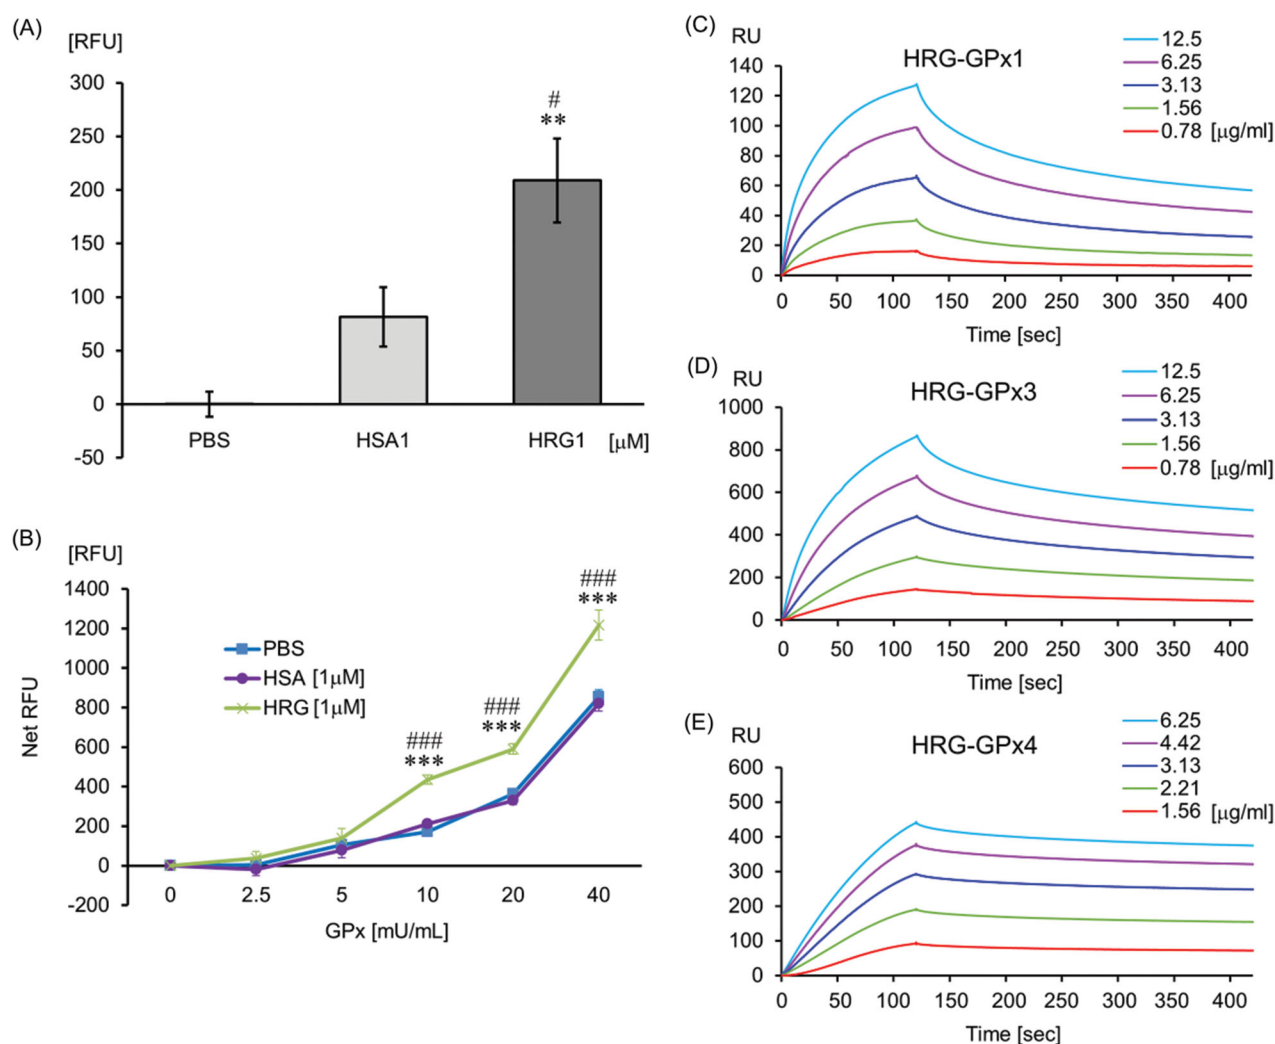 (A)
[RFU]
300
250
200
150
100
50
0
-50
#
**
PBS
HSA1
HRG1
[μM]
(B)
[RFU]
Net RFU
1400
1200
1000
800
600
400
200
0
-200
PBS
HSA [1μM]
HRG [1μM]
###
***
###
***
###
***
0
2.5
5
10
20
40
GPx [mU/mL]
(C)
RU
HRG-GPx1
12.5
6.25
3.13
1.56
0.78 [μg/ml]
140
120
100
80
60
40
20
0
0 50 100 150 200 250 300 350 400
Time [sec]
(D)
RU
HRG-GPx3
12.5
6.25
3.13
1.56
0.78 [μg/ml]
1000
800
600
400
200
0
0 50 100 150 200 250 300 350 400
Time [sec]
(E)
RU
HRG-GPx4
6.25
4.42
3.13
2.21
1.56 [μg/ml]
600
500
400
300
200
100
0
0 50 100 150 200 250 300 350 400
Time [sec]